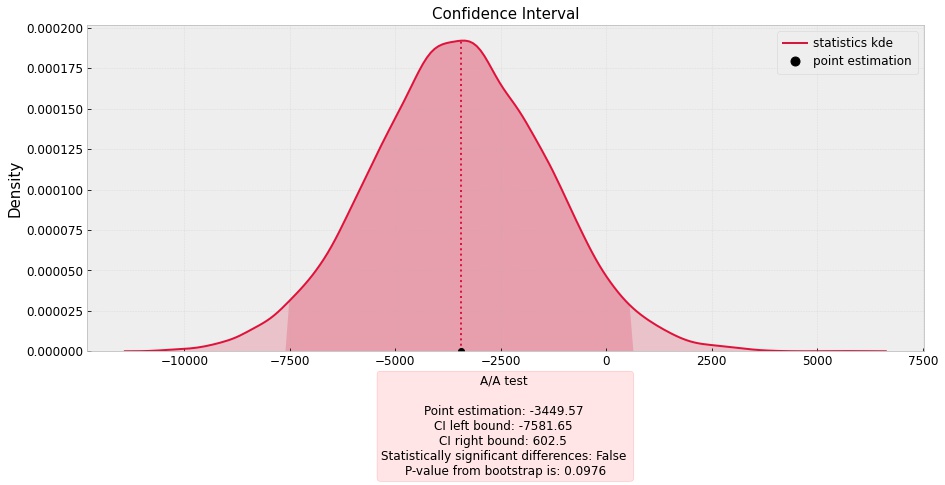 Confidence Interval
0.000200
0.000175
0.000150
0.000125
0.000100
0.000075
0.000050
0.000025
0.000000
Density
statistics kde
point estimation
−10000 −7500 −5000 −2500 0 2500 5000 7500
A/A test
Point estimation: -3449.57
CI left bound: -7581.65
CI right bound: 602.5
Statistically significant differences: False
P-value from bootstrap is: 0.0976